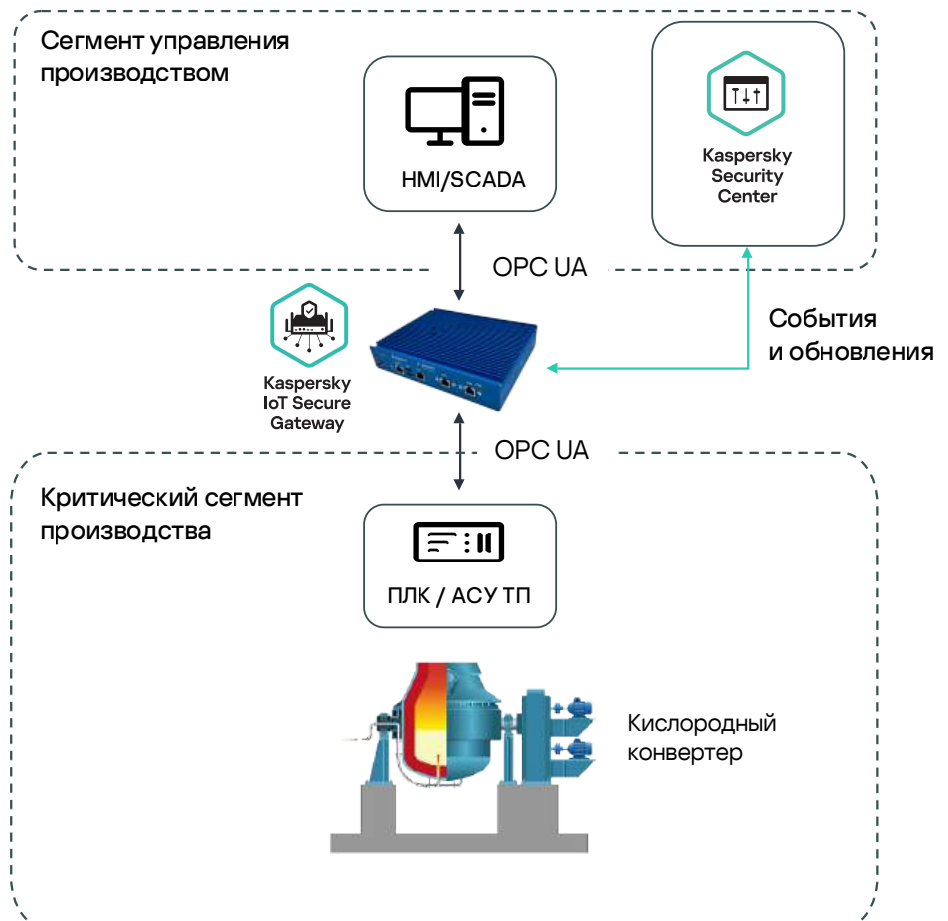 Сегмент управления
производством
HMI/SCADA
Kaspersky
Security
Center
OPC UA
События
и обновления
Kaspersky
IoT Secure
Gateway
OPC UA
Критический сегмент
производства
ПЛК / АСУ ТП
Кислородный
конвертер